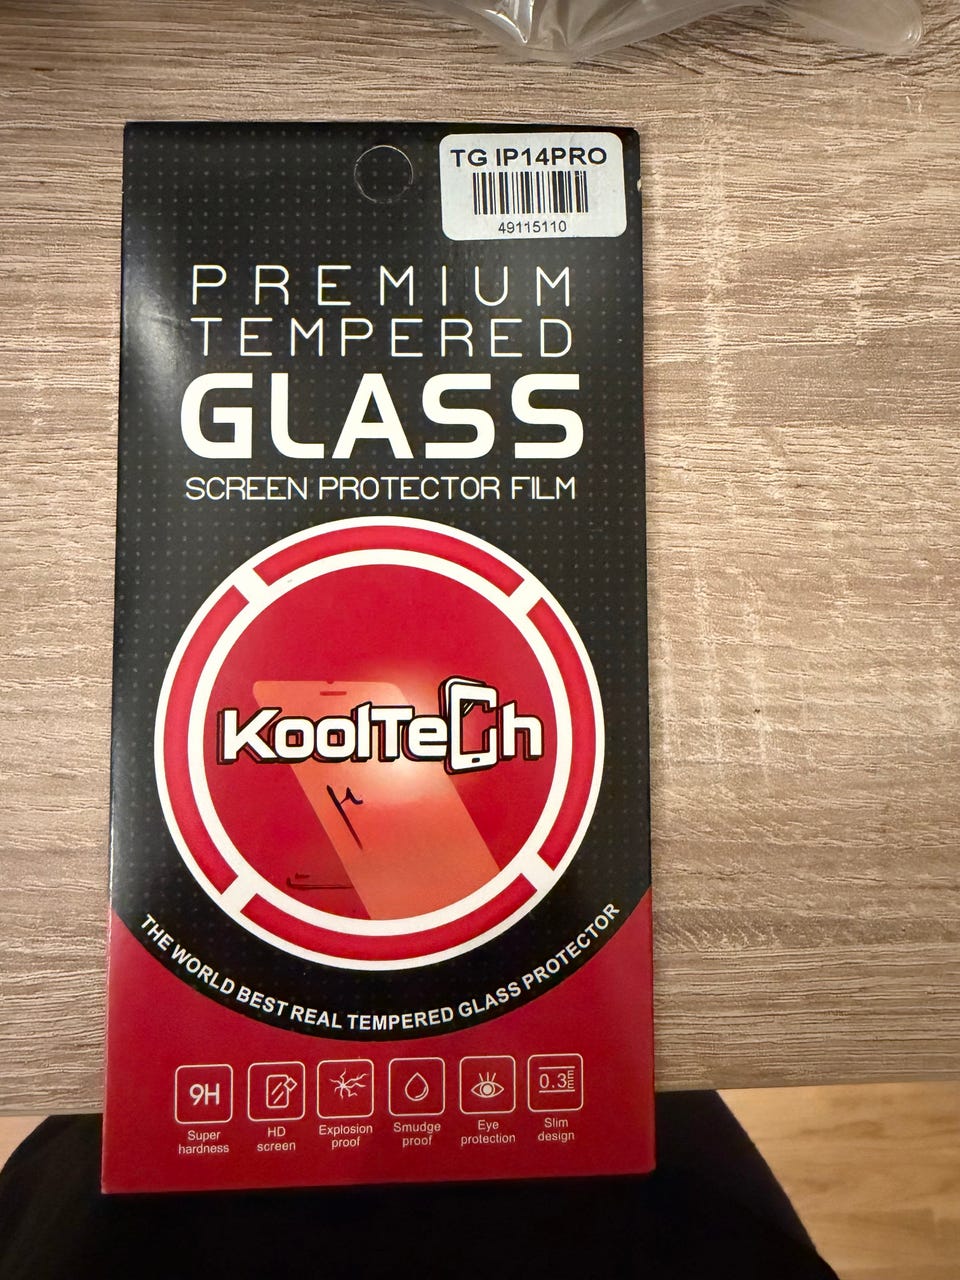 TG IP14PRO
49115110
PREMIUM
TEMPERED
GLASS
SCREEN PROTECTOR FILM
KoolTech
THE WORLD BEST REAL TEMPERED GLASS PROTECTOR
9H
0.3
Super
hardness
HD
screen
Explosion
proof
Smudge
proof
Eye
protection
Slim
design